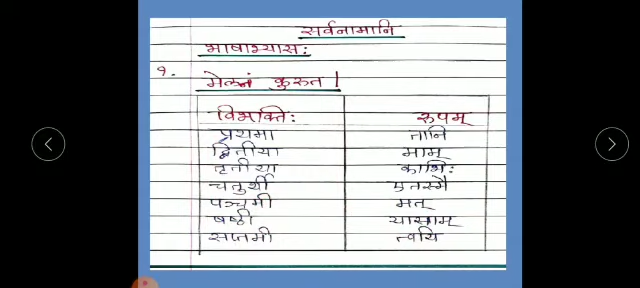 सर्वनामानि
भाषाभ्यासः
१. मेलनं कुरुत |
विभक्तिः रूपम्
प्रथमा तानि
द्वितीया माम्
तृतीया काभिः
चतुर्थी एतस्मै
पञ्चमी मत्
षष्ठी यासाम्
सप्तमी त्वयि